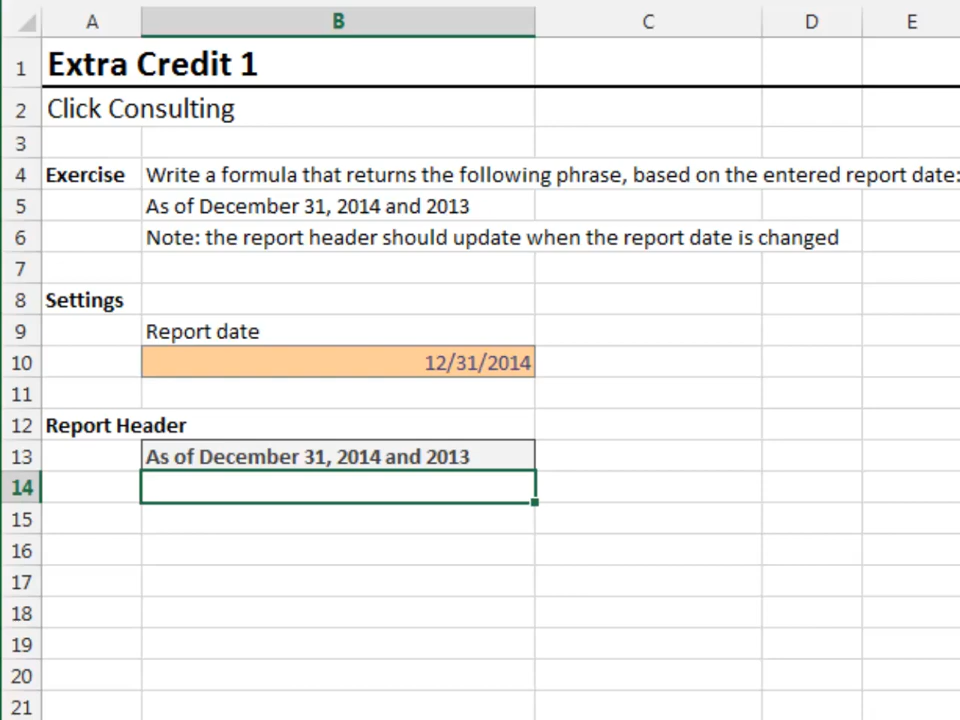 A B C D E
1 Extra Credit 1
2 Click Consulting
3
4 Exercise Write a formula that returns the following phrase, based on the entered report date:
5 As of December 31, 2014 and 2013
6 Note: the report header should update when the report date is changed
7
8 Settings
9 Report date
10 12/31/2014
11
12 Report Header
13 As of December 31, 2014 and 2013
14
15
16
17
18
19
20
21